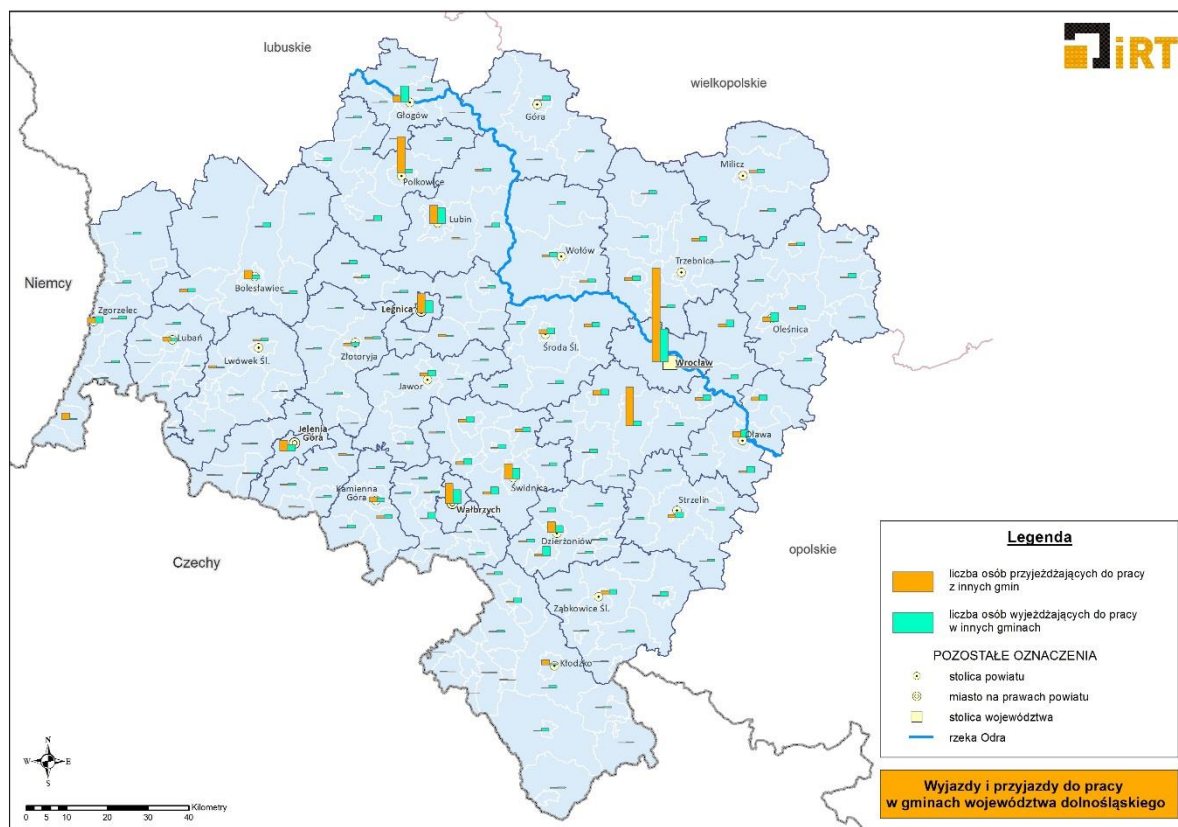 lubuskie
iRT
wielkopolskie
Głogów
Góra
Milicz
Polkowice
Lubin
Wołów
Trzebnica
Niemcy
Bolesławiec
Zgorzelec
Legnica
Oleśnica
Lubań
Lwówek Śl.
Złotoryja
Środa Śl.
Wrocław
Jawor
Jelenia
Góra
Oława
Kamienna
Góra
Świdnica
Wałbrzych
Strzelin
Dzierżoniów
Czechy
opolskie
Ząbkowice Śl.
Kłodzko
Legenda
liczba osób przyjeżdżających do pracy
z innych gmin
liczba osób wyjeżdżających do pracy
w innych gminach
POZOSTAŁE OZNACZENIA
stolica powiatu
miasto na prawach powiatu
stolica województwa
rzeka Odra
N
W E
S
Kilometry
0 5 10 20 30 40
Wyjazdy i przyjazdy do pracy
w gminach województwa dolnośląskiego